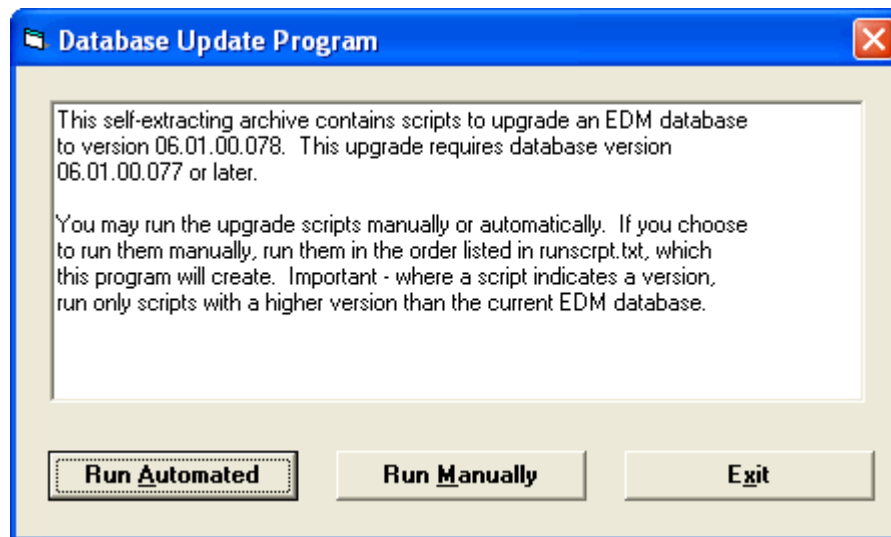 Database Update Program
This self-extracting archive contains scripts to upgrade an EDM database
to version 06.01.00.078.  This upgrade requires database version
06.01.00.077 or later.
You may run the upgrade scripts manually or automatically.  If you choose
to run them manually, run them in the order listed in runscrpt.txt, which
this program will create.  Important - where a script indicates a version,
run only scripts with a higher version than the current EDM database.
Run Automated
Run Manually
Exit